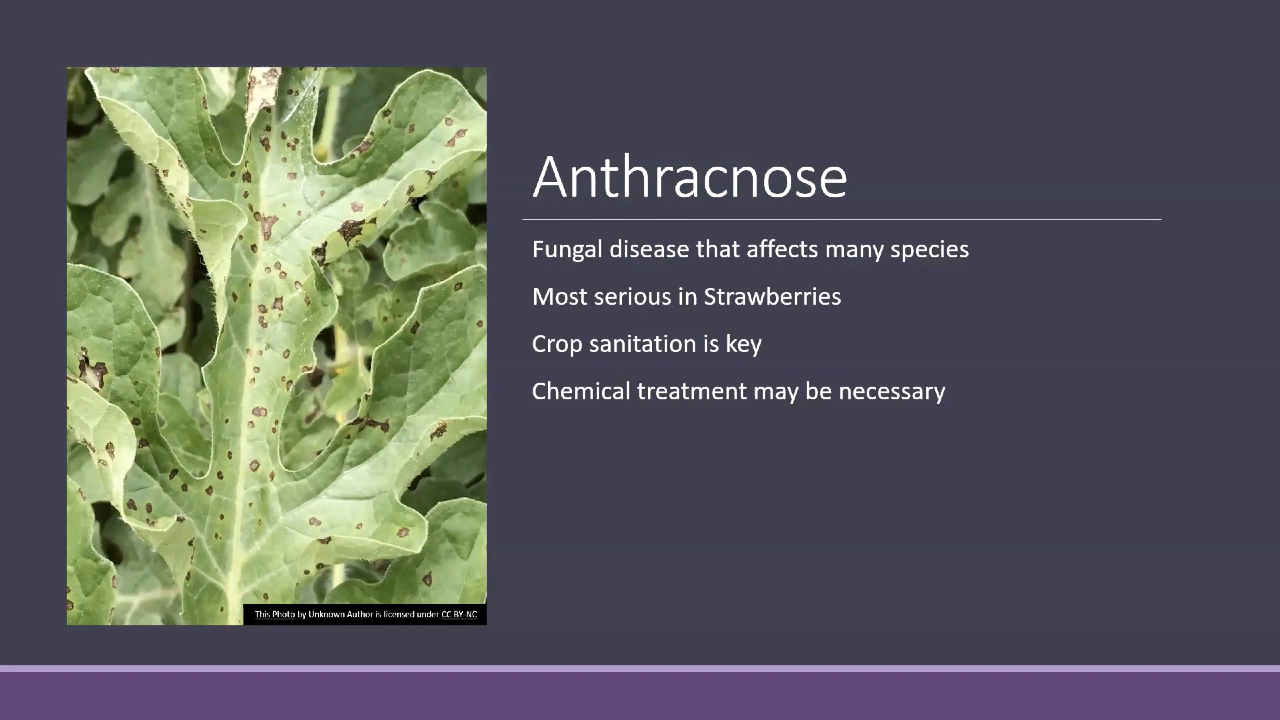 Anthracnose
Fungal disease that affects many species
Most serious in Strawberries
Crop sanitation is key
Chemical treatment may be necessary
This Photo by Unknown Author is licensed under CC BY-NC